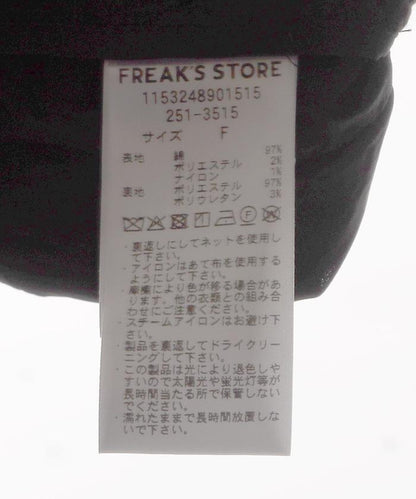 FREAK'S STORE
1153248901515
251-3515
サイズ F
表地 綿 97%
ポリエステル 2%
ナイロン 1%
裏地 ポリエステル 97%
ポリウレタン 3%
F
・裏返しにしてネットを使用し
て下さい。
・アイロンはあて布を使用する
ようにして下さい。
摩擦により色が移る場合があ
ります。他の衣類との組み合
わせにご注意ください。
・スチームアイロンはお避け下
さい。
・製品を裏返してドライクリー
ニングして下さい。
・この製品は光により退色しや
すいので太陽光や蛍光灯等が
長時間当たる所で保管しない
でください。
・濡れたままで長時間放置しな
いで下さい。